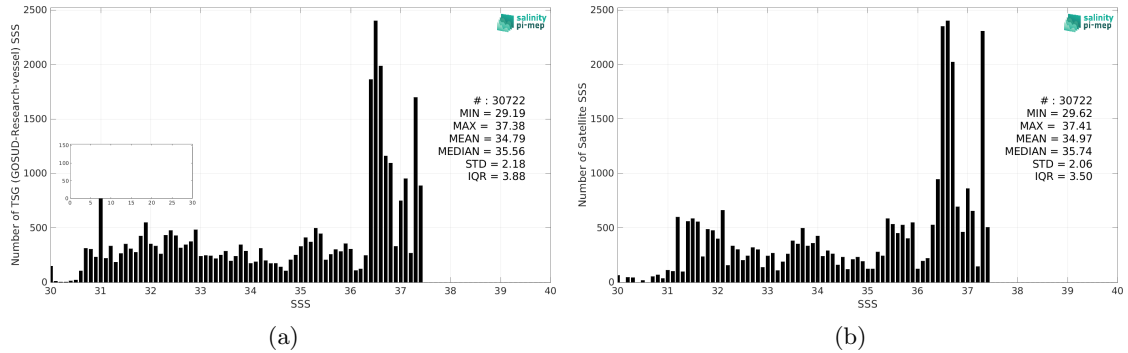 2500
2000
1500
1000
500
0
Number of TSG (GOSUD-Research-vessel) SSS
150
100
50
0
0 5 10 15 20 25 30
salinity
pi-mep
# : 30722
MIN = 29.19
MAX = 37.38
MEAN = 34.79
MEDIAN = 35.56
STD = 2.18
IQR = 3.88
30 31 32 33 34 35 36 37 38 39 40
SSS
(a)
2500
2000
1500
1000
500
0
Number of Satellite SSS
salinity
pi-mep
# : 30722
MIN = 29.62
MAX = 37.41
MEAN = 34.97
MEDIAN = 35.74
STD = 2.06
IQR = 3.50
30 31 32 33 34 35 36 37 38 39 40
SSS
(b)